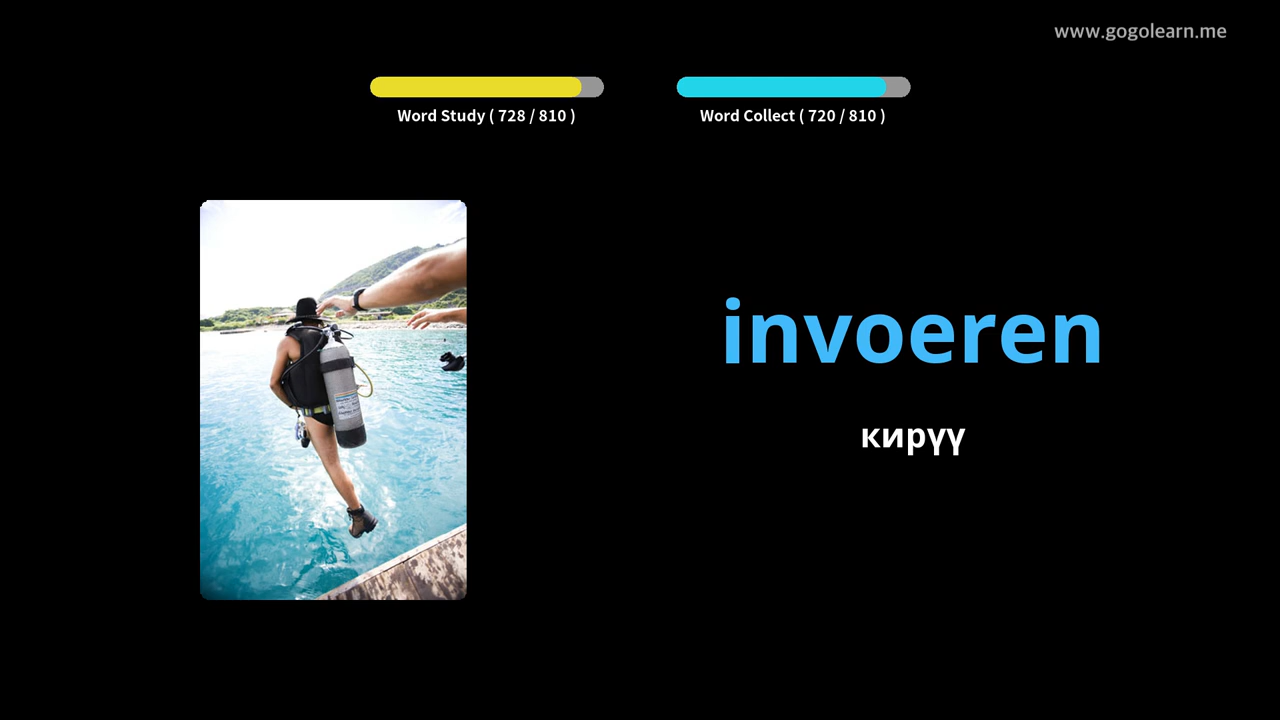 www.gogolearn.me
Word Study ( 728 / 810 )
Word Collect ( 720 / 810 )
invoeren
кирүү